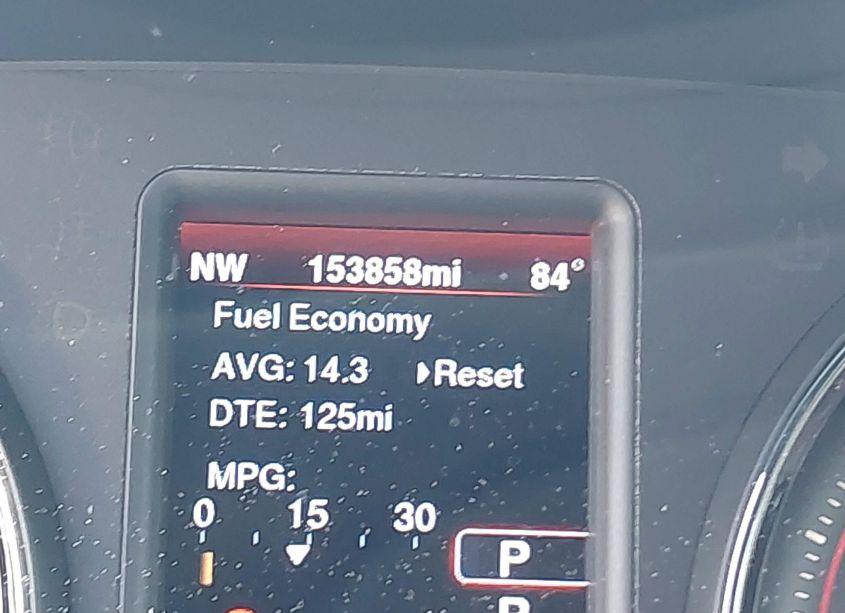 NW 153858mi 84°
Fuel Economy
AVG: 14.3 Reset
DTE: 125mi
MPG:
0 15 30
P